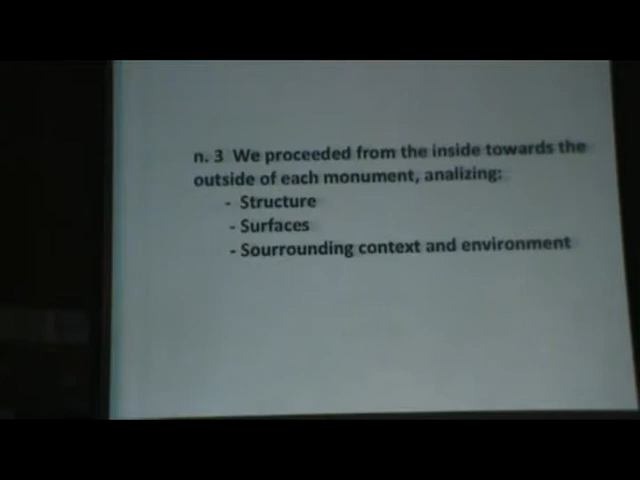 n. 3 We proceeded from the inside towards the
outside of each monument, analizing:
- Structure
- Surfaces
- Sourrounding context and environment